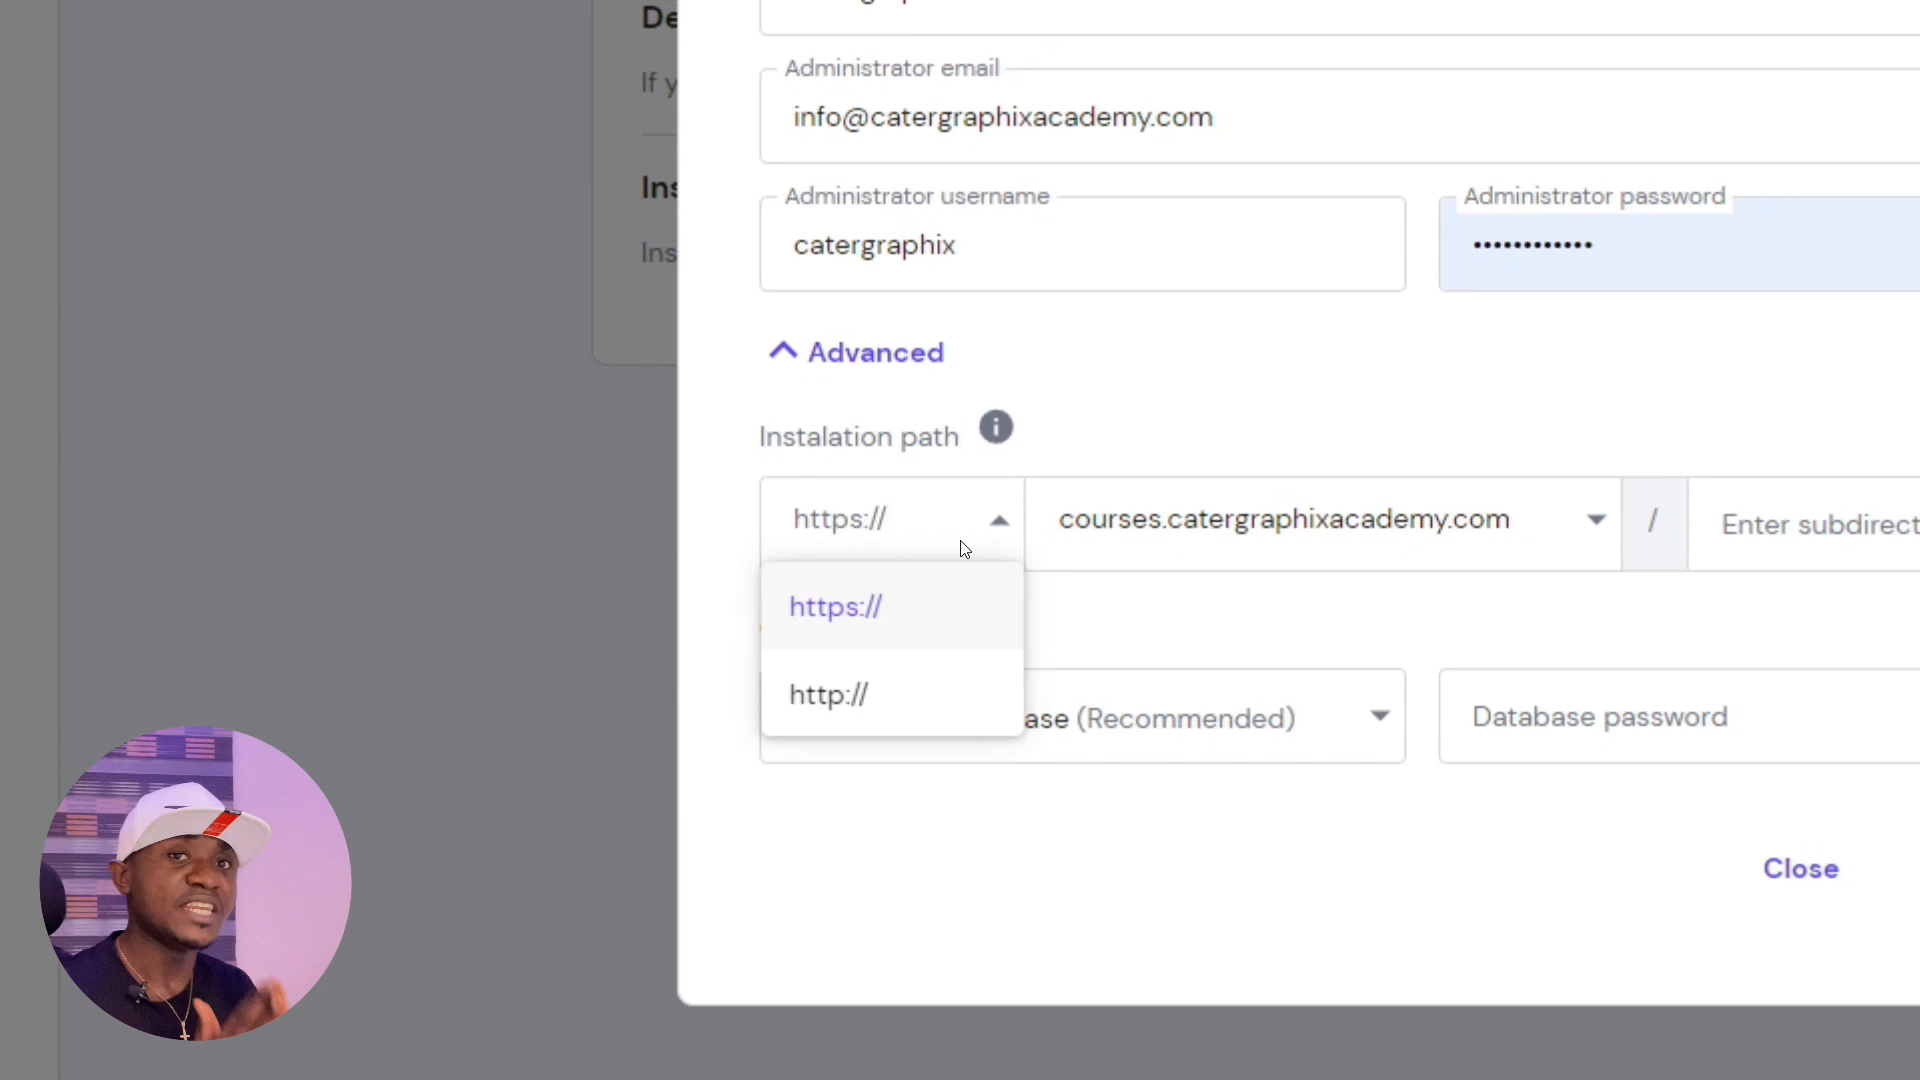 De
If y
Administrator email
info@catergraphixacademy.com
Ins
Administrator username
Administrator password
catergraphix
••••••••••••
Ins
Advanced
Instalation path
https://
courses.catergraphixacademy.com
/
Enter subdirect
https://
http://
ase (Recommended)
Database password
Close